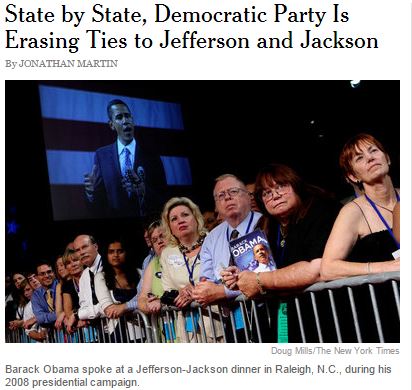 State by State, Democratic Party Is
Erasing Ties to Jefferson and Jackson
By JONATHAN MARTIN
OBAMA
Doug Mills/The New York Times
Barack Obama spoke at a Jefferson-Jackson dinner in Raleigh, N.C., during his
2008 presidential campaign.